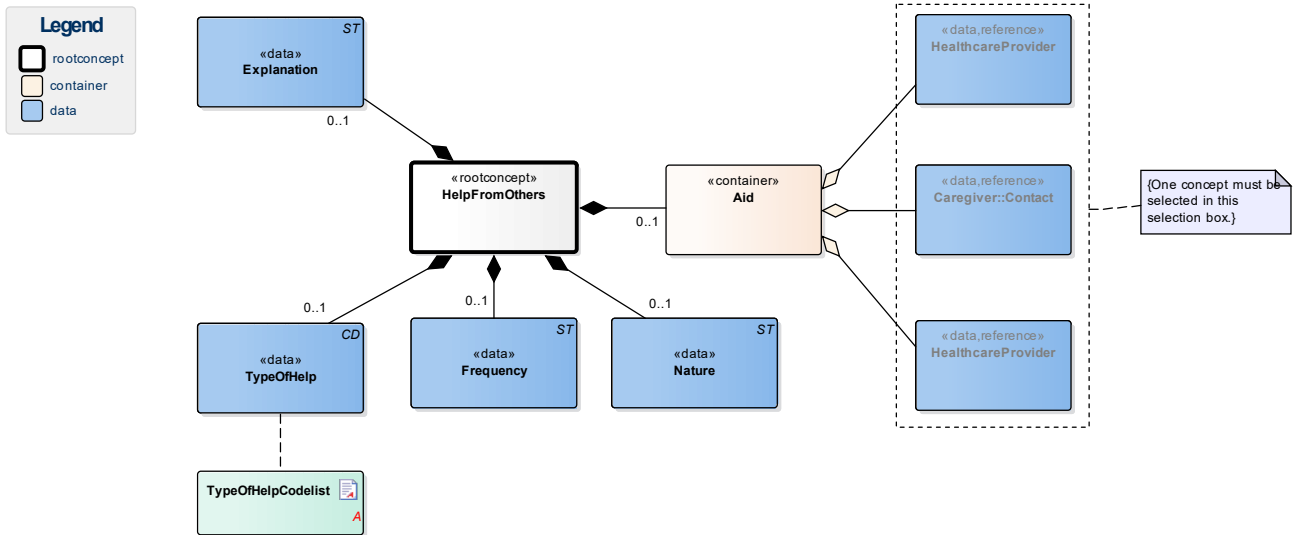 Legend
rootconcept
container
data
ST
«data»
Explanation
0..1
«rootconcept»
HelpFromOthers
0..1
«container»
Aid
«data,reference»
HealthcareProvider
«data,reference»
Caregiver::Contact
«data,reference»
HealthcareProvider
{One concept must be
selected in this
selection box.}
0..1
CD
«data»
TypeOfHelp
0..1
ST
«data»
Frequency
0..1
ST
«data»
Nature
TypeOfHelpCodelist
A